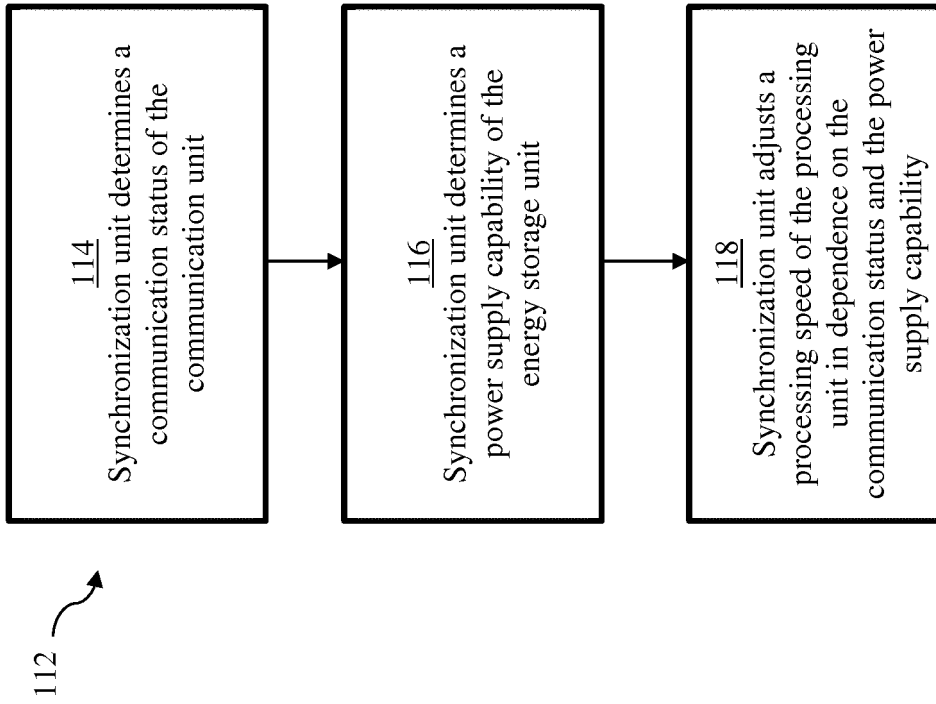 112
114
Synchronization unit determines a
communication status of the
communication unit
116
Synchronization unit determines a
power supply capability of the
energy storage unit
118
Synchronization unit adjusts a
processing speed of the processing
unit in dependence on the
communication status and the power
supply capability